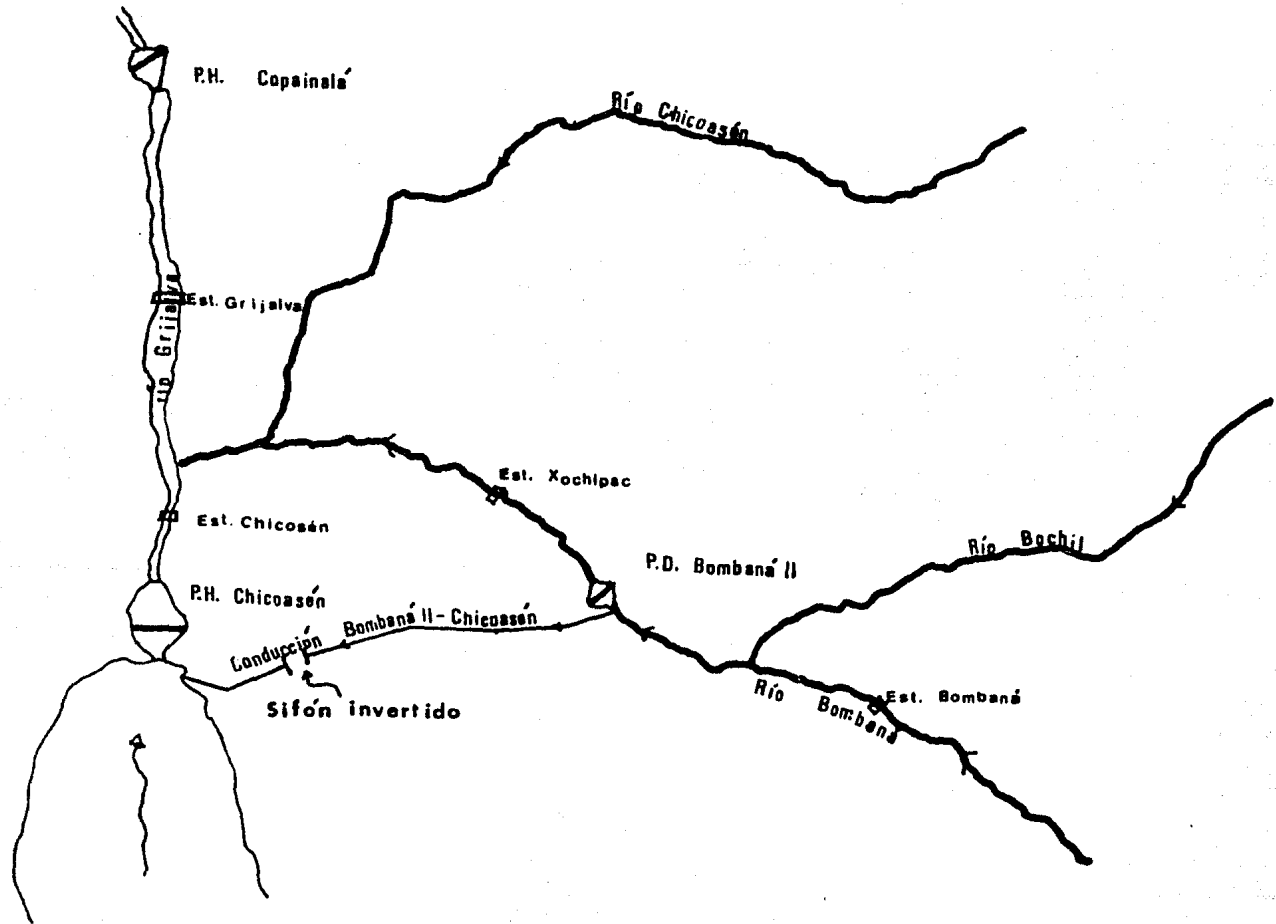 P.H. Copainalá
Río Chicoasén
Est. Grijalva
Grijalva
Est. Xochipac
Est. Chicosén
Río Bochil
P.D. Bombaná II
P.H. Chicoasén
Conducción Bombaná II-Chicoasén
Sifón invertido
Río Bombaná
Est. Bombaná